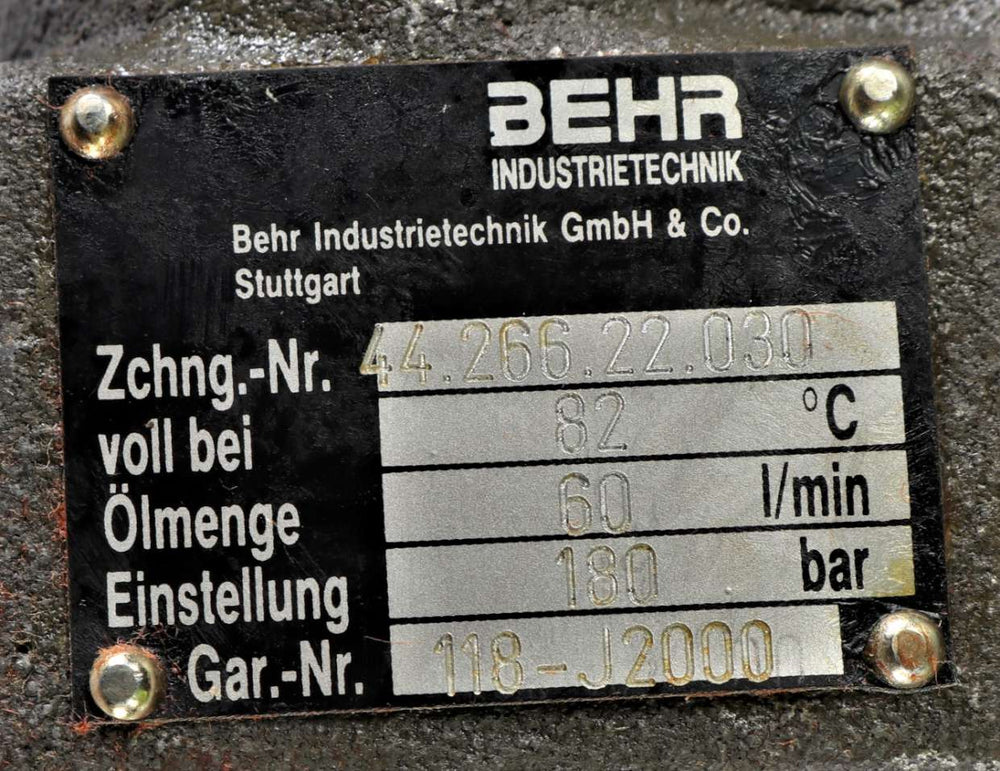 BEHR
INDUSTRIETECHNIK
Behr Industrietechnik GmbH & Co.
Stuttgart
Zchng.-Nr. 44.266.22.030
voll bei 82 °C
Ölmenge 60 l/min
Einstellung 180 bar
Gar.-Nr. 118-J2000